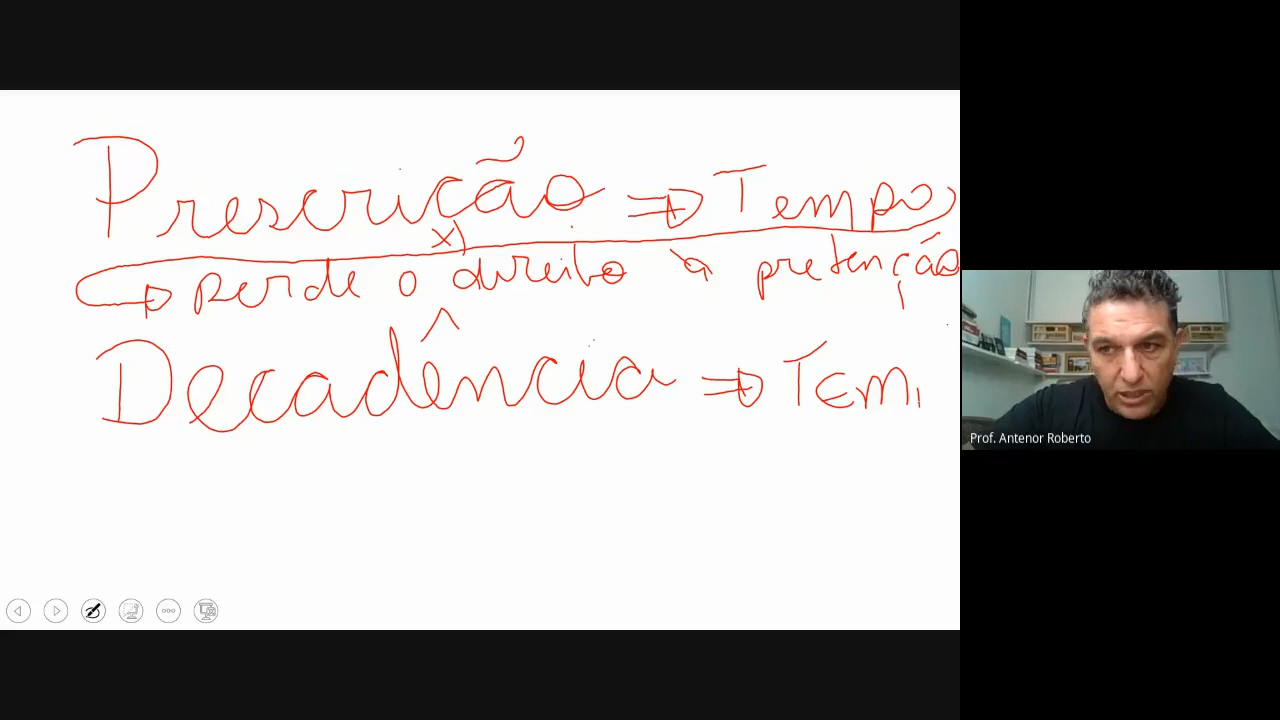 Prescrição => Tempo
perde o direito à pretenção
Decadência => Tem
Prof. Antenor Roberto